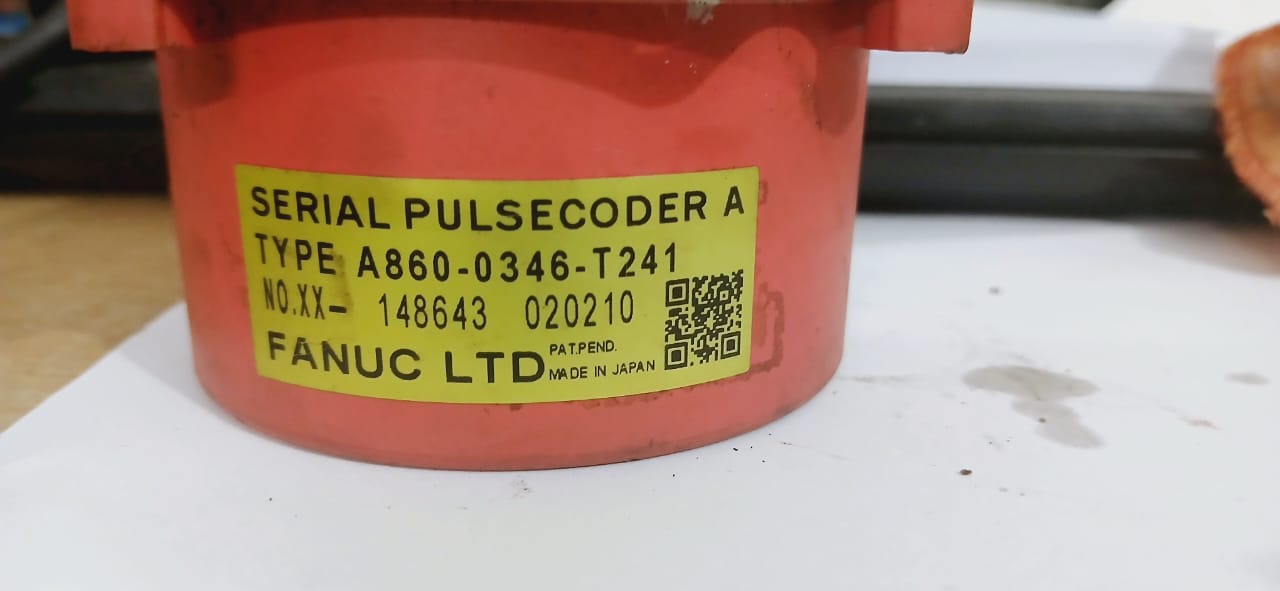 SERIAL PULSECODER A
TYPE A860-0346-T241
NO.XX- 148643 020210
FANUC LTD PAT.PEND.
MADE IN JAPAN